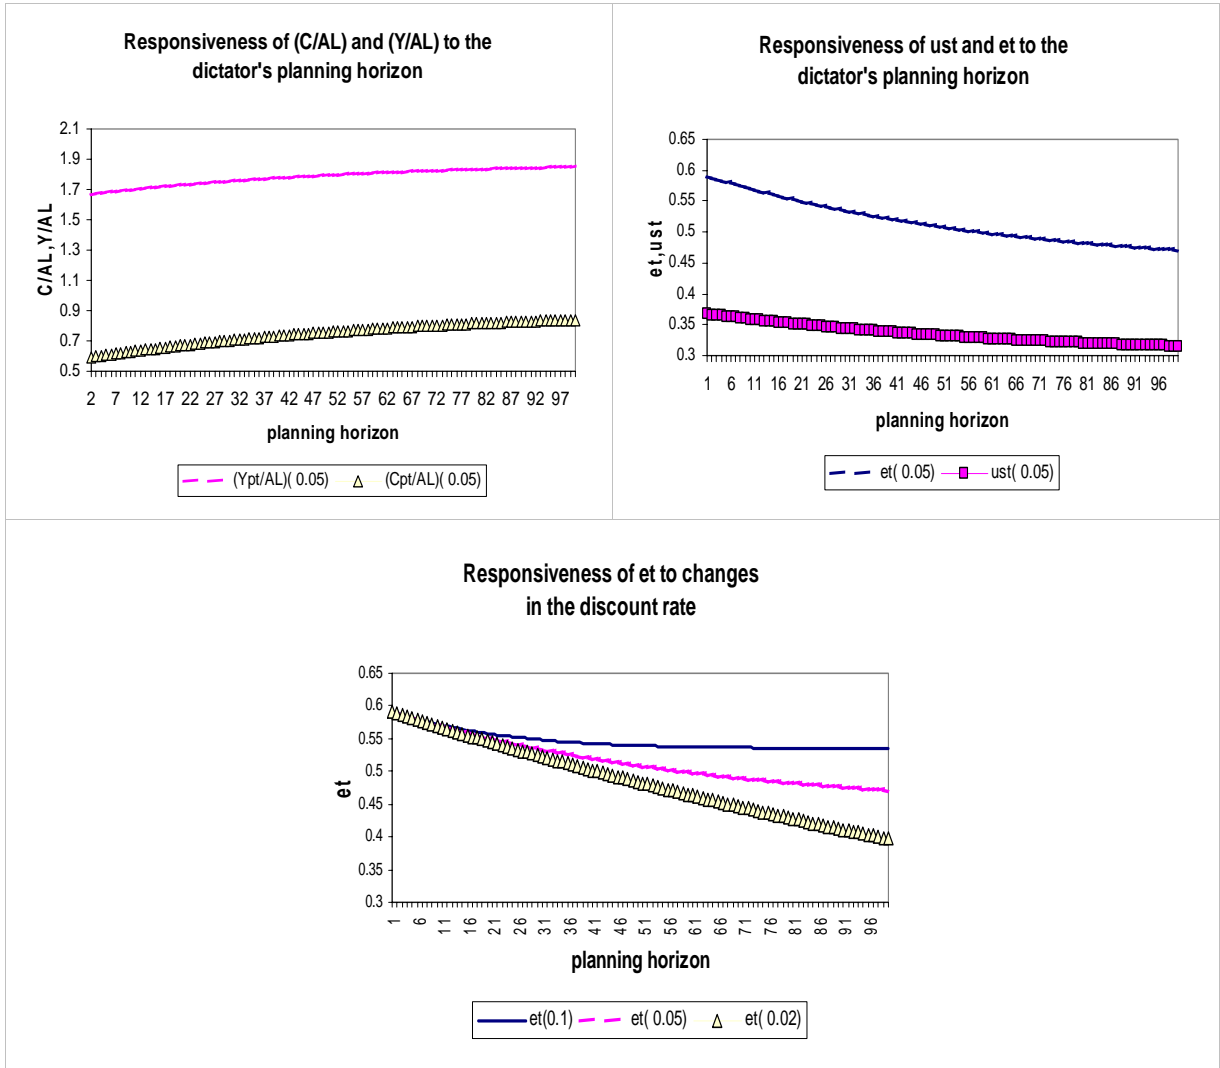 Responsiveness of (C/AL) and (Y/AL) to the
dictator's planning horizon
C/AL,Y/AL
2.1
1.9
1.7
1.5
1.3
1.1
0.9
0.7
0.5
2 7 12 17 22 27 32 37 42 47 52 57 62 67 72 77 82 87 92 97
planning horizon
(Ypt/AL)( 0.05) (Cpt/AL)( 0.05)
Responsiveness of ust and et to the
dictator's planning horizon
et,ust
0.65
0.6
0.55
0.5
0.45
0.4
0.35
0.3
1 6 11 16 21 26 31 36 41 46 51 56 61 66 71 76 81 86 91 96
planning horizon
et( 0.05) ust( 0.05)
Responsiveness of et to changes
in the discount rate
et
0.65
0.6
0.55
0.5
0.45
0.4
0.35
0.3
1 6 11 16 21 26 31 36 41 46 51 56 61 66 71 76 81 86 91 96
planning horizon
et(0.1) et( 0.05) et( 0.02)